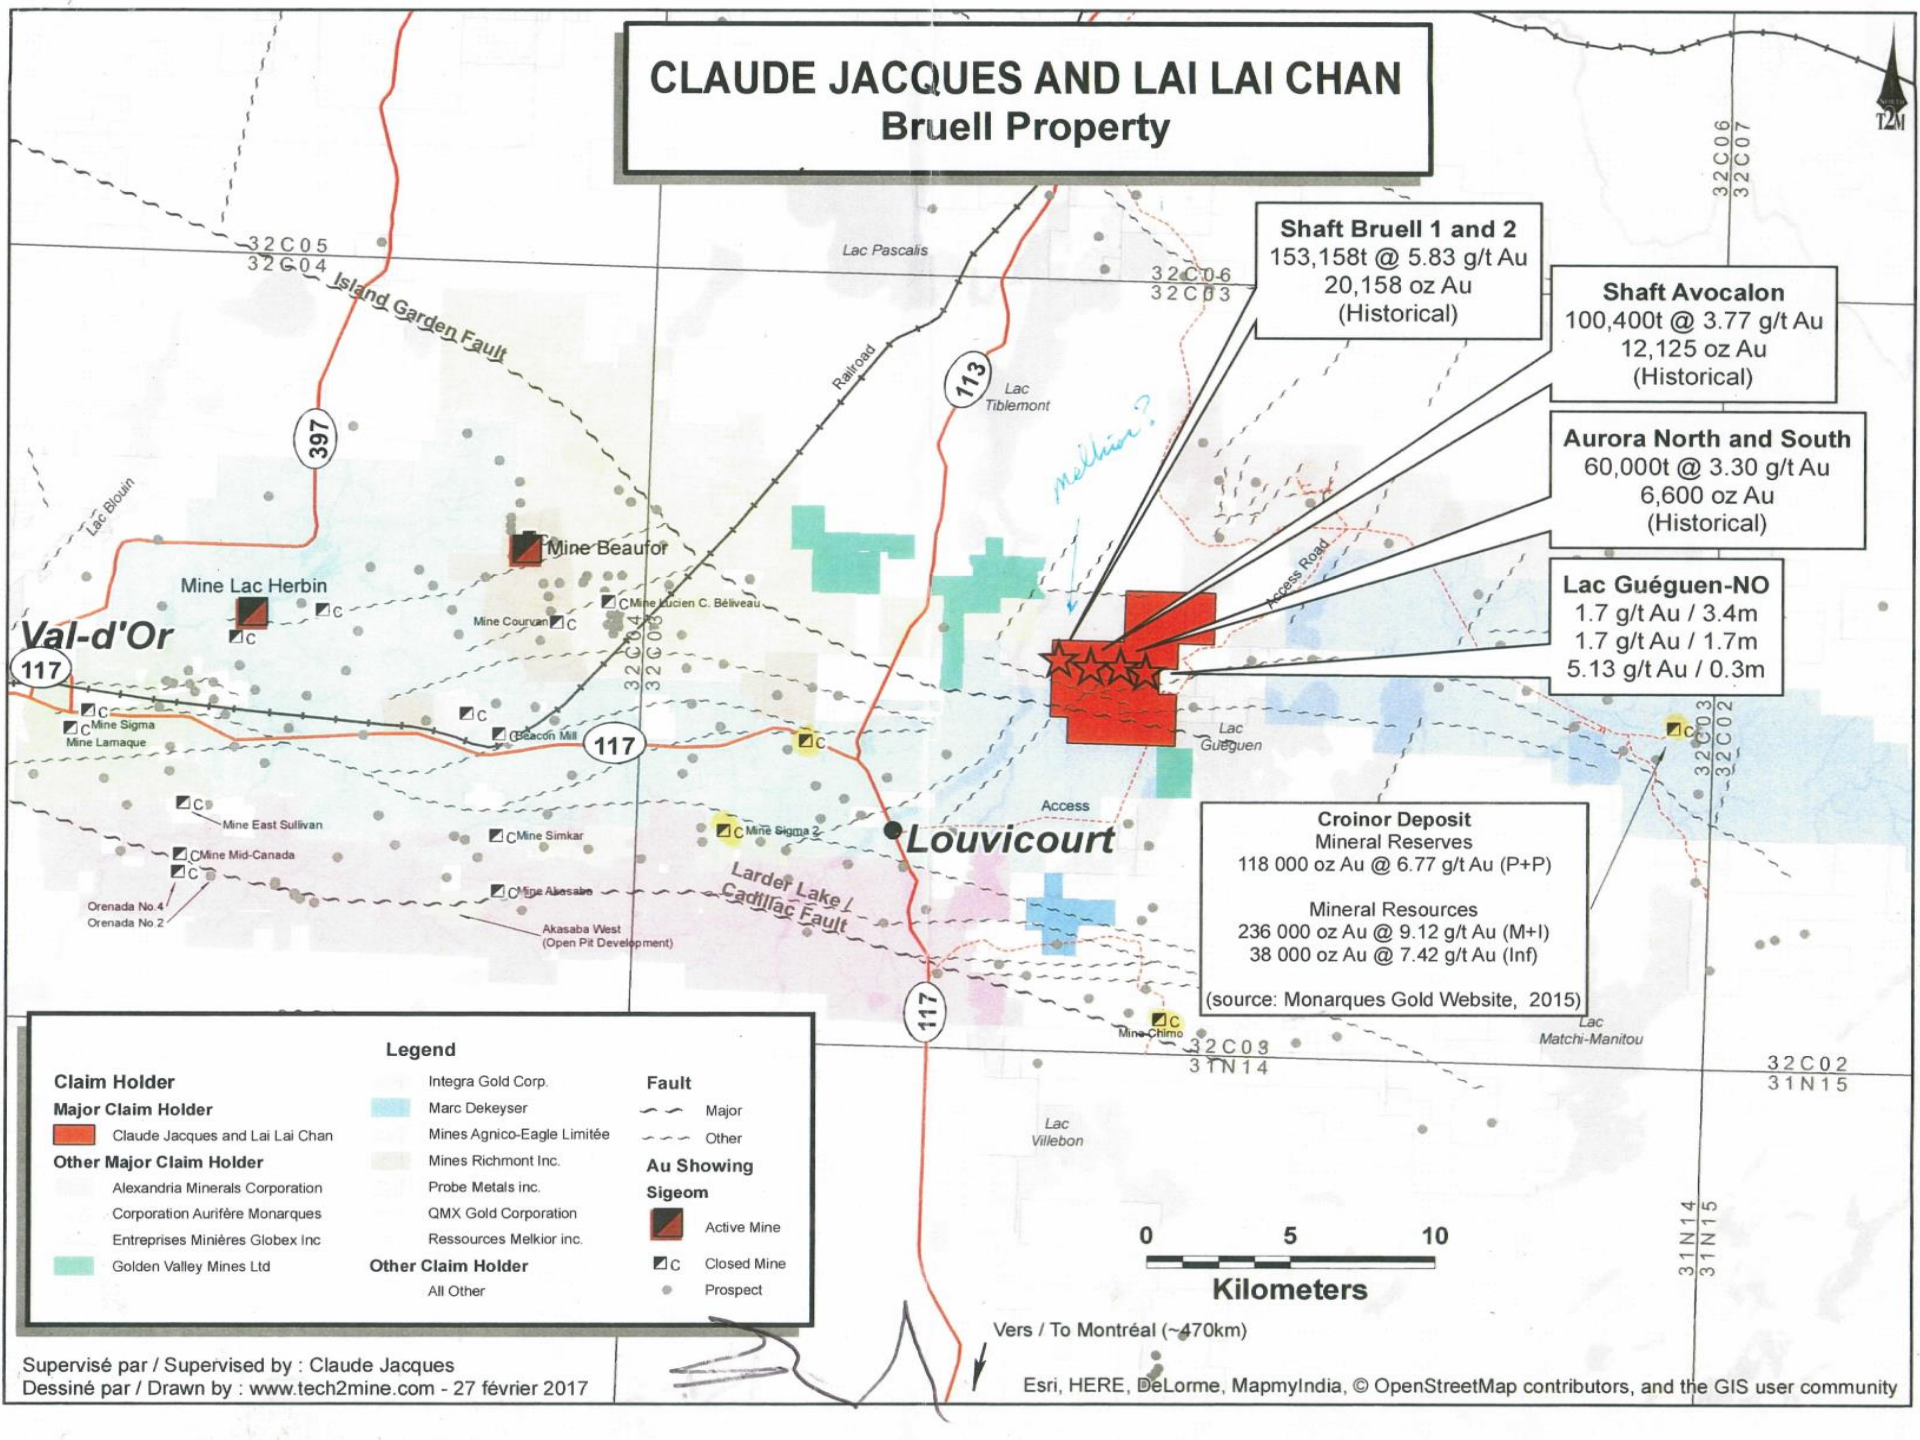 CLAUDE JACQUES AND LAI LAI CHAN
Bruell Property
NORTH
T2M
32C06
32C07
32C05
32C04
Island Garden Fault
Lac Pascalis
32C06
32C03
Shaft Bruell 1 and 2
153,158t @ 5.83 g/t Au
20,158 oz Au
(Historical)
Shaft Avocalon
100,400t @ 3.77 g/t Au
12,125 oz Au
(Historical)
Aurora North and South
60,000t @ 3.30 g/t Au
6,600 oz Au
(Historical)
Lac Guéguen-NO
1.7 g/t Au / 3.4m
1.7 g/t Au / 1.7m
5.13 g/t Au / 0.3m
Railroad
113
Lac
Tiblemont
397
Lac Blouin
Access Road
Mine Beaufor
Mine Lac Herbin
C
C
C Mine Lucien C. Béliveau
Mine Courvan C
32C04
32C03
Val-d'Or
117
C
C Mine Sigma
Mine Lamaque
C
C Beacon Mill
117
C
Lac
Guéguen
C
32C03
32C02
C
Mine East Sullivan
C Mine Simkar
C Mine Sigma 2
Access
Louvicourt
C Mine Mid-Canada
C
Orenada No.4
Orenada No.2
C Mine Akasaba
Akasaba West
(Open Pit Development)
Larder Lake /
Cadillac Fault
Croinor Deposit
Mineral Reserves
118 000 oz Au @ 6.77 g/t Au (P+P)
Mineral Resources
236 000 oz Au @ 9.12 g/t Au (M+I)
38 000 oz Au @ 7.42 g/t Au (Inf)
(source: Monarques Gold Website, 2015)
117
C
Mine Chimo
32C03
31N14
Lac
Matchi-Manitou
32C02
31N15
Lac
Villebon
31N14
31N15
Legend
Claim Holder
Major Claim Holder
Claude Jacques and Lai Lai Chan
Other Major Claim Holder
Alexandria Minerals Corporation
Corporation Aurifère Monarques
Entreprises Minières Globex Inc
Golden Valley Mines Ltd
Integra Gold Corp.
Marc Dekeyser
Mines Agnico-Eagle Limitée
Mines Richmont Inc.
Probe Metals inc.
QMX Gold Corporation
Ressources Melkior inc.
Other Claim Holder
All Other
Fault
Major
Other
Au Showing
Sigeom
Active Mine
C Closed Mine
Prospect
0 5 10
Kilometers
Vers / To Montréal (~470km)
Supervisé par / Supervised by : Claude Jacques
Dessiné par / Drawn by : www.tech2mine.com - 27 février 2017
Esri, HERE, DeLorme, MapmyIndia, © OpenStreetMap contributors, and the GIS user community